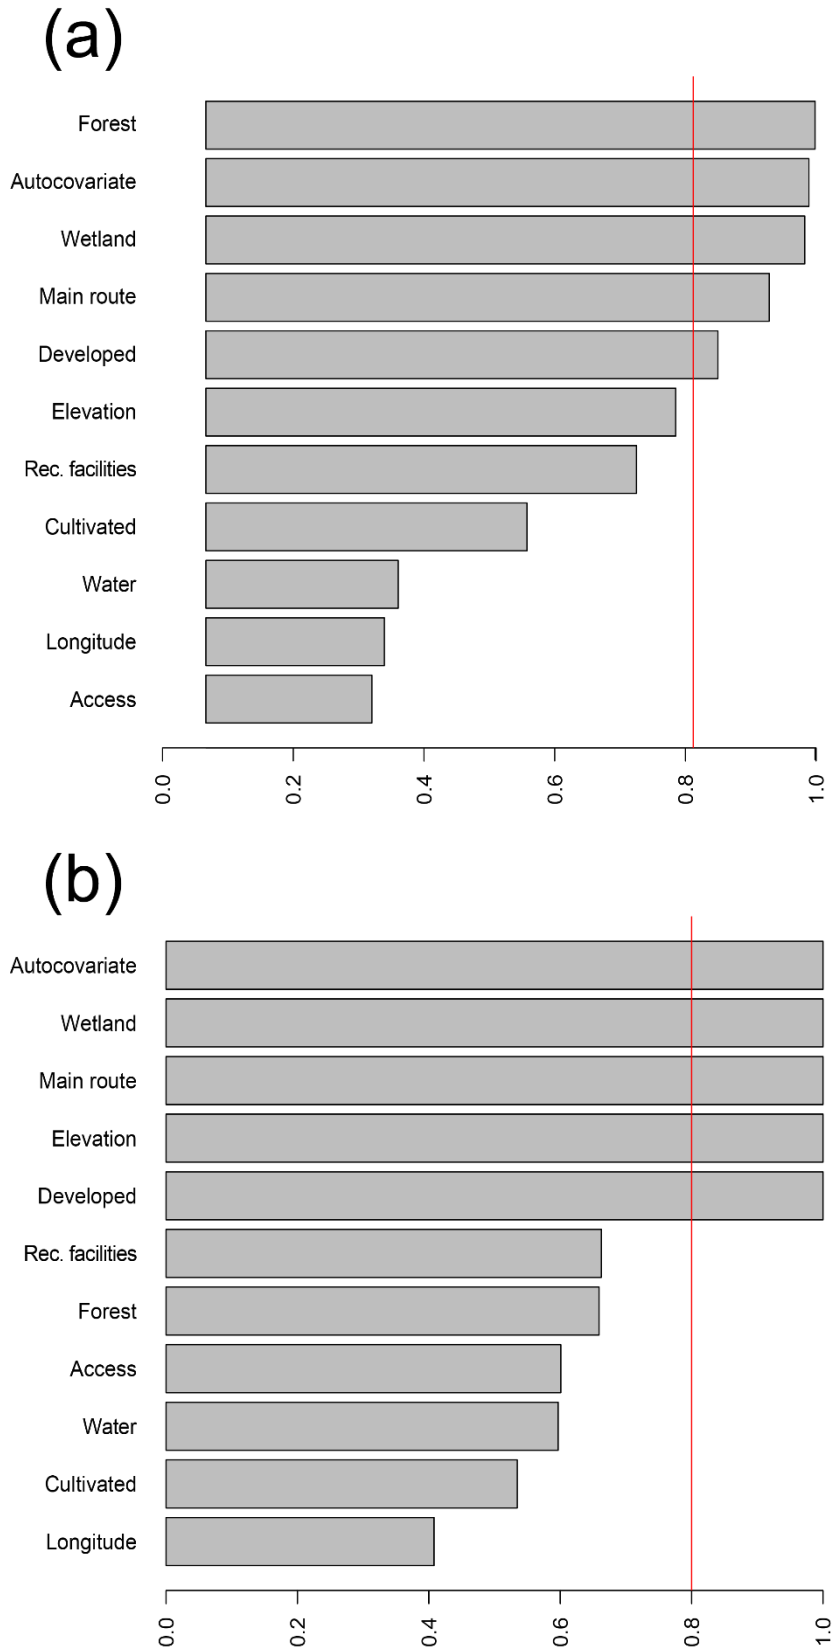 (a)
Forest
Autocovariate
Wetland
Main route
Developed
Elevation
Rec. facilities
Cultivated
Water
Longitude
Access
0.0 0.2 0.4 0.6 0.8 1.0
(b)
Autocovariate
Wetland
Main route
Elevation
Developed
Rec. facilities
Forest
Access
Water
Cultivated
Longitude
0.0 0.2 0.4 0.6 0.8 1.0